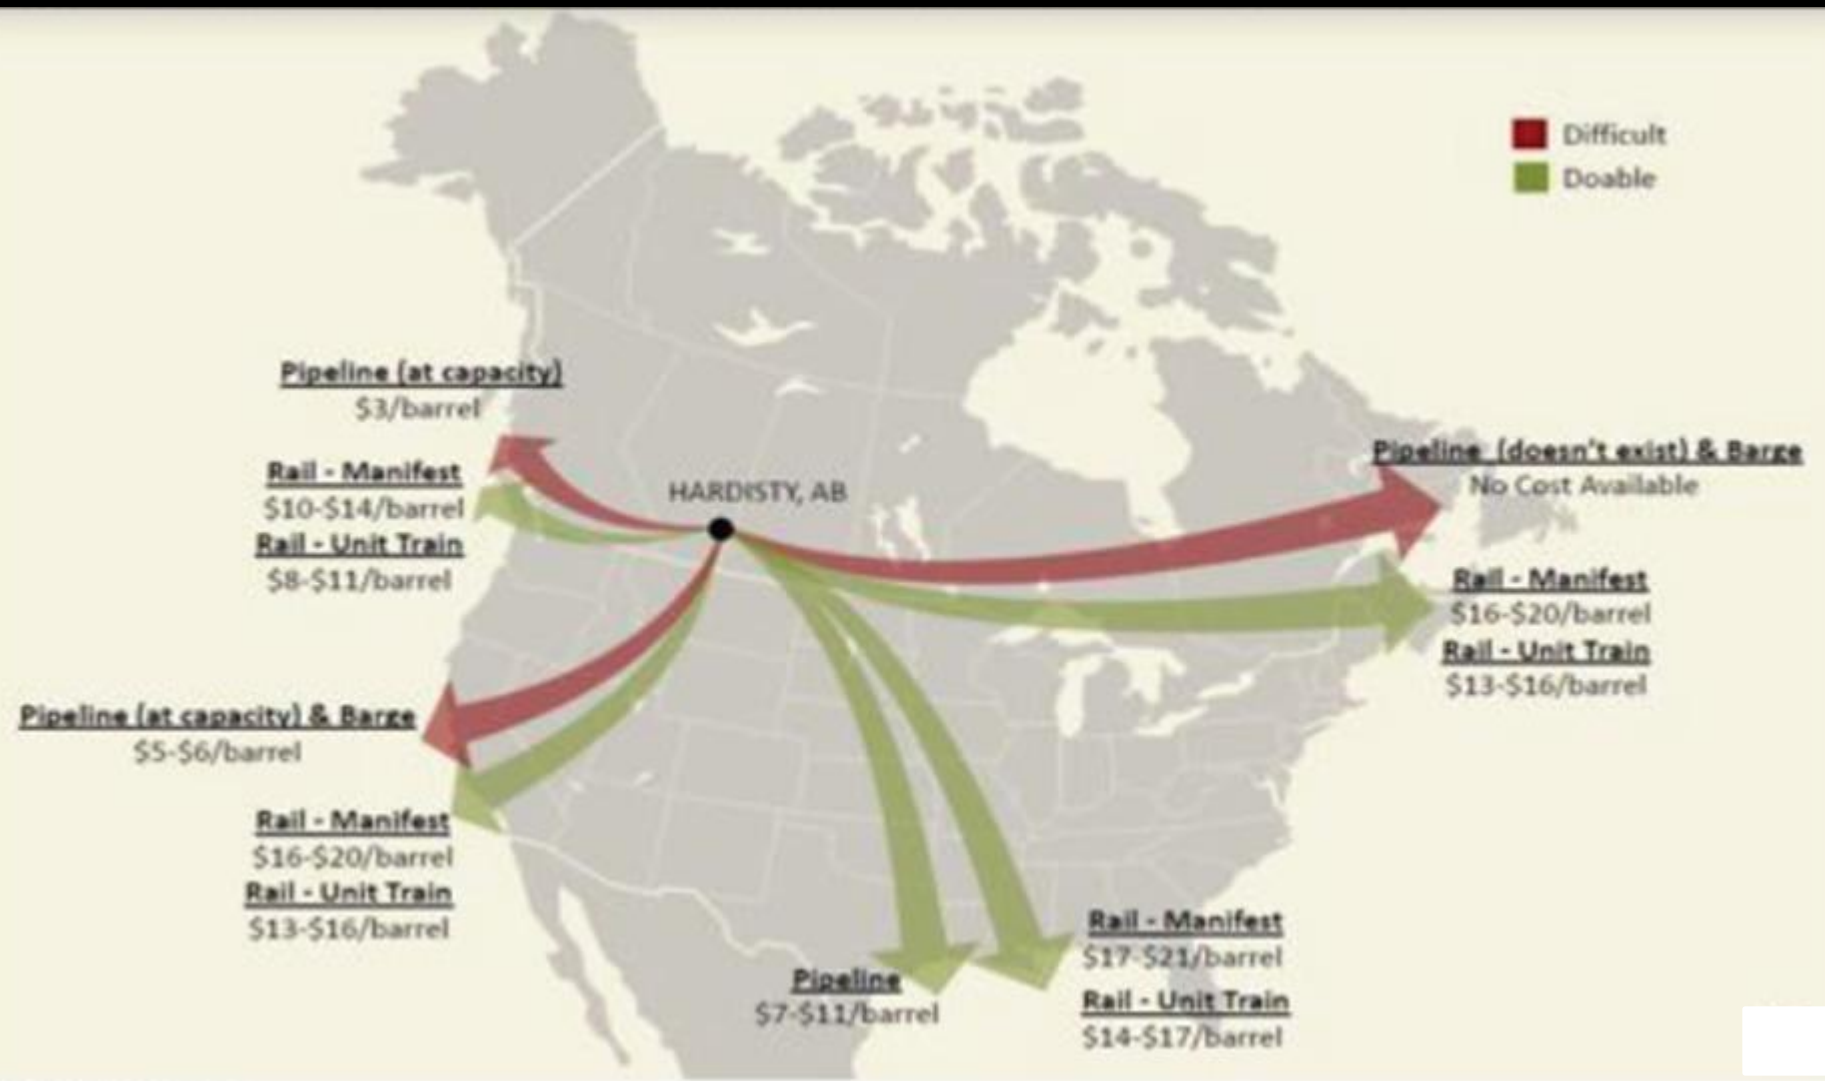 Difficult
Doable
Pipeline (at capacity)
$3/barrel
Rail - Manifest
$10-$14/barrel
Rail - Unit Train
$8-$11/barrel
HARDISTY, AB
Pipeline (doesn't exist) & Barge
No Cost Available
Rail - Manifest
$16-$20/barrel
Rail - Unit Train
$13-$16/barrel
Pipeline (at capacity) & Barge
$5-$6/barrel
Rail - Manifest
$16-$20/barrel
Rail - Unit Train
$13-$16/barrel
Pipeline
$7-$11/barrel
Rail - Manifest
$17-$21/barrel
Rail - Unit Train
$14-$17/barrel